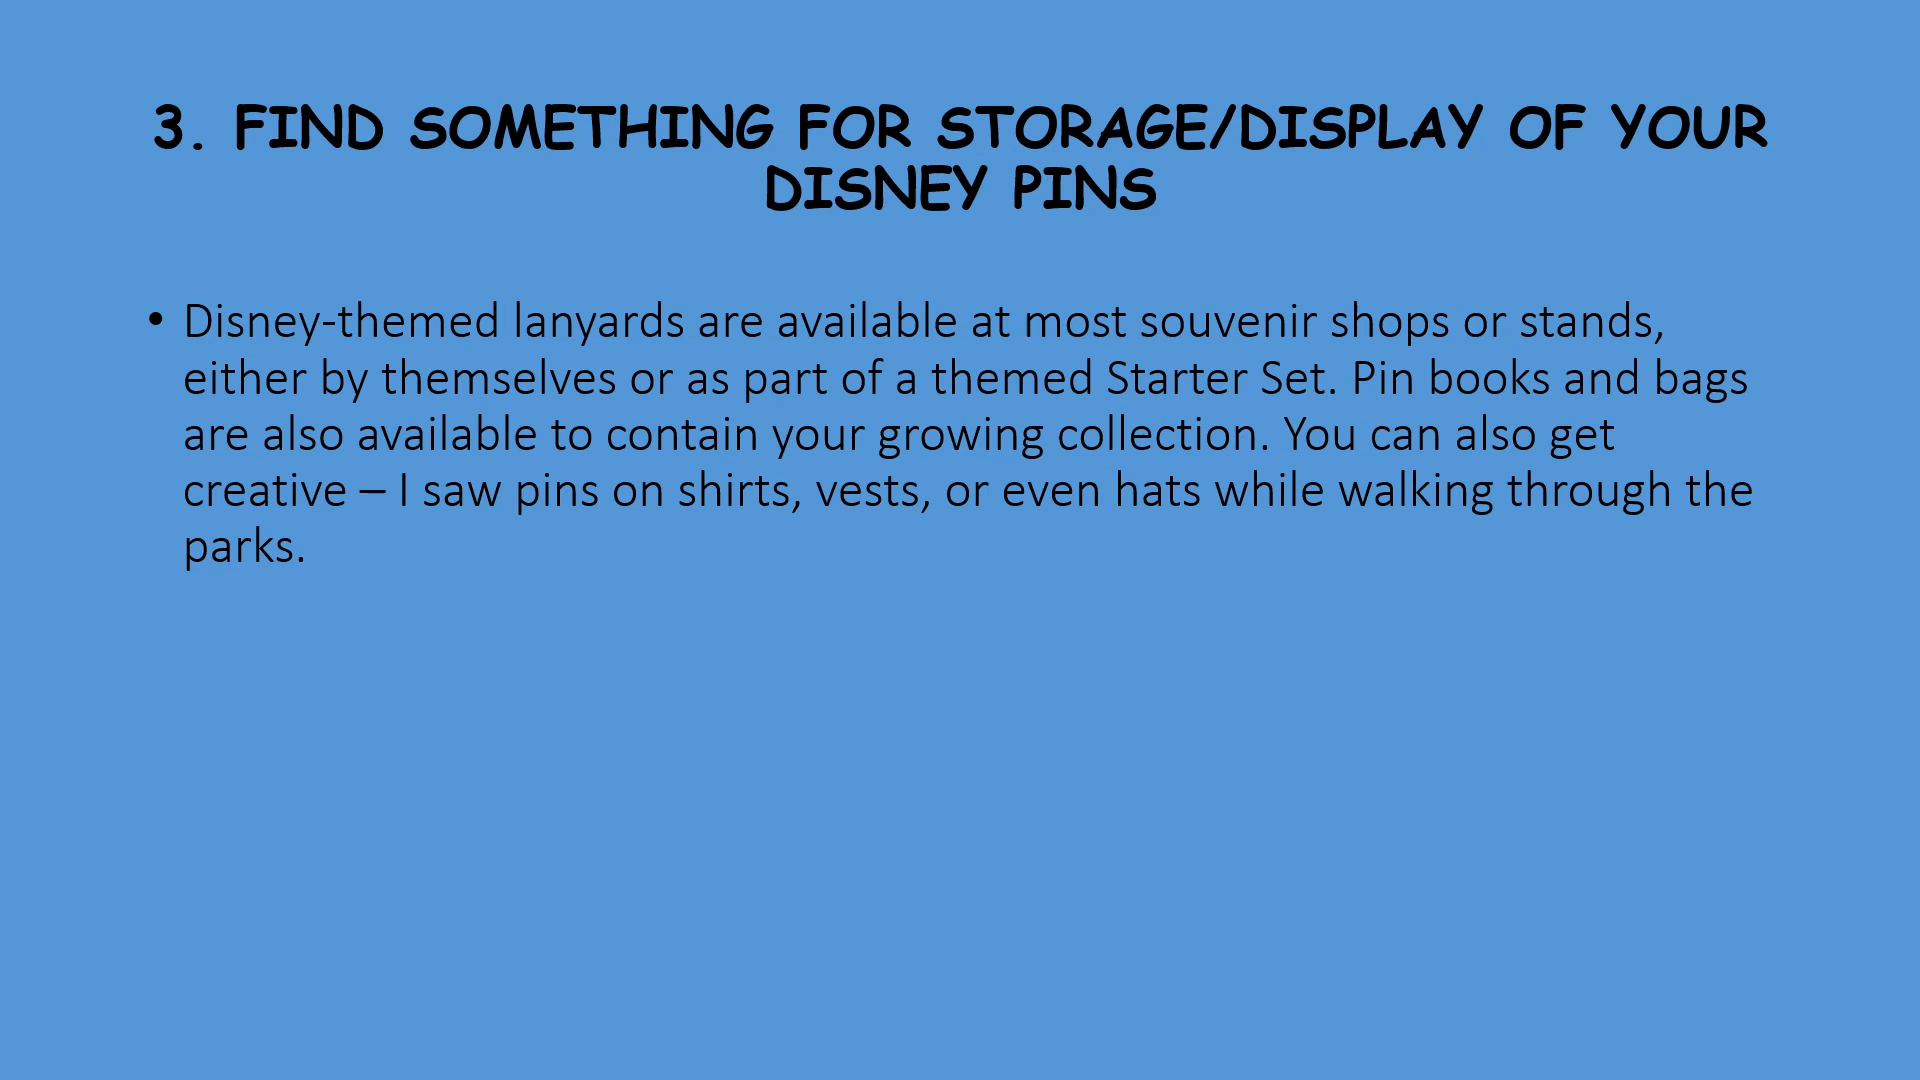 3. FIND SOMETHING FOR STORAGE/DISPLAY OF YOUR
DISNEY PINS
• Disney-themed lanyards are available at most souvenir shops or stands,
either by themselves or as part of a themed Starter Set. Pin books and bags
are also available to contain your growing collection. You can also get
creative – I saw pins on shirts, vests, or even hats while walking through the
parks.